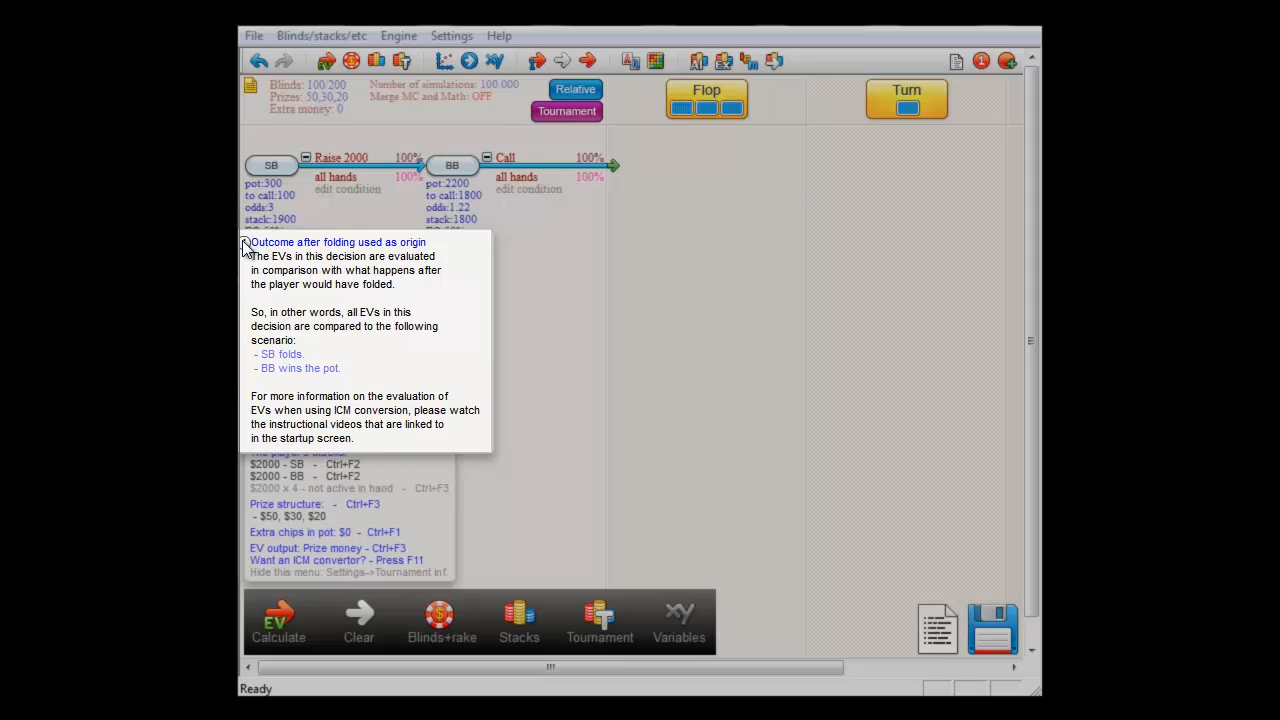 File Blinds/stacks/etc Engine Settings Help
EV
1
Blinds: 100/200
Prizes: 50,30,20
Extra money: 0
Number of simulations: 100.000
Merge MC and Math: OFF
Relative
Tournament
Flop
Turn
SB
Raise 2000 100%
all hands 100%
edit condition
pot:300
to call:100
odds:3
stack:1900
BB
Call 100%
all hands 100%
edit condition
pot:2200
to call:1800
odds:1.22
stack:1800
Outcome after folding used as origin
The EVs in this decision are evaluated
in comparison with what happens after
the player would have folded.
So, in other words, all EVs in this
decision are compared to the following
scenario:
- SB folds.
- BB wins the pot.
For more information on the evaluation of
EVs when using ICM conversion, please watch
the instructional videos that are linked to
in the startup screen.
$2000 - SB - Ctrl+F2
$2000 - BB - Ctrl+F2
$2000 x 4 - not active in hand - Ctrl+F3
Prize structure: - Ctrl+F3
- $50, $30, $20
Extra chips in pot: $0 - Ctrl+F1
EV output: Prize money - Ctrl+F3
Want an ICM convertor? - Press F11
Hide this menu: Settings->Tournament inf.
EV
Calculate
Clear
Blinds+rake
Stacks
Tournament
xy
Variables
Ready